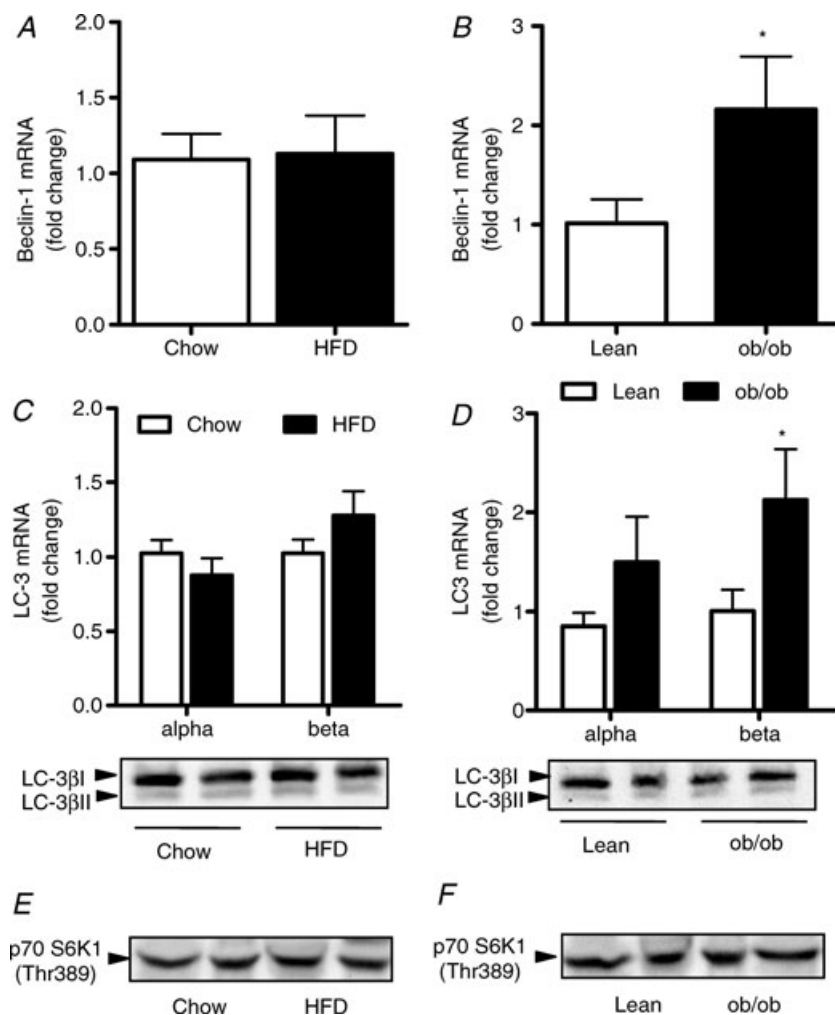 A
Beclin-1 mRNA
(fold change)
2.0
1.5
1.0
0.5
0.0
Chow
HFD
B
Beclin-1 mRNA
(fold change)
3
2
1
0
*
Lean
ob/ob
C
LC-3 mRNA
(fold change)
2.0
1.5
1.0
0.5
0.0
Chow
HFD
alpha
beta
LC-3βI
LC-3βII
Chow
HFD
Lean
ob/ob
D
LC3 mRNA
(fold change)
3
2
1
0
*
alpha
beta
LC-3βI
LC-3βII
Lean
ob/ob
E
p70 S6K1
(Thr389)
Chow
HFD
F
p70 S6K1
(Thr389)
Lean
ob/ob